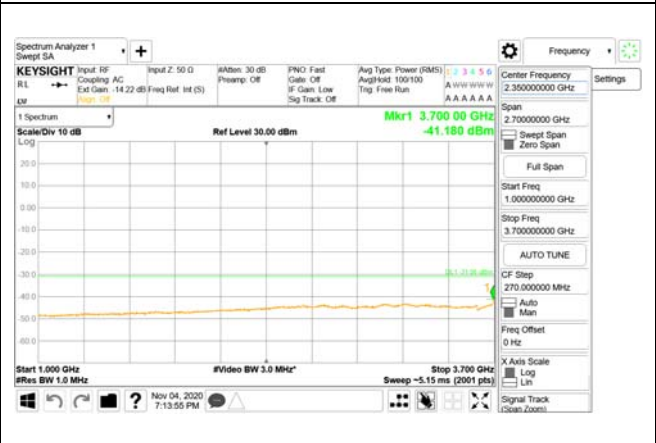 Spectrum Analyzer 1
Swept SA
Frequency
KEYSIGHT
Input: RF
Input Z: 50 Ω
#Atten: 30 dB
PNO: Fast
Avg Type: Power (RMS)
1 2 3 4 5 6
R L
Coupling: AC
Preamp: Off
Gate: Off
Avg|Hold: 100/100
A W W W W W
Ext Gain: -14.22 dB
Freq Ref: Int (S)
IF Gain: Low
Trig: Free Run
Align: Off
Sig Track: Off
A A A A A A
Center Frequency
2.350000000 GHz
Settings
1 Spectrum
Mkr1 3.700 00 GHz
Scale/Div 10 dB
Ref Level 30.00 dBm
-41.180 dBm
Span
2.70000000 GHz
Swept Span
Zero Span
Full Span
Start Freq
1.000000000 GHz
Stop Freq
3.700000000 GHz
AUTO TUNE
CF Step
270.000000 MHz
Auto
Man
Freq Offset
0 Hz
X Axis Scale
Log
Lin
Signal Track
(Span Zoom)
Log
20.0
10.0
0.00
-10.0
-20.0
-30.0
-40.0
-50.0
-60.0
1
Start 1.000 GHz
#Video BW 3.0 MHz*
Stop 3.700 GHz
#Res BW 1.0 MHz
Sweep ~5.15 ms (2001 pts)
?
Nov 04, 2020
7:13:55 PM